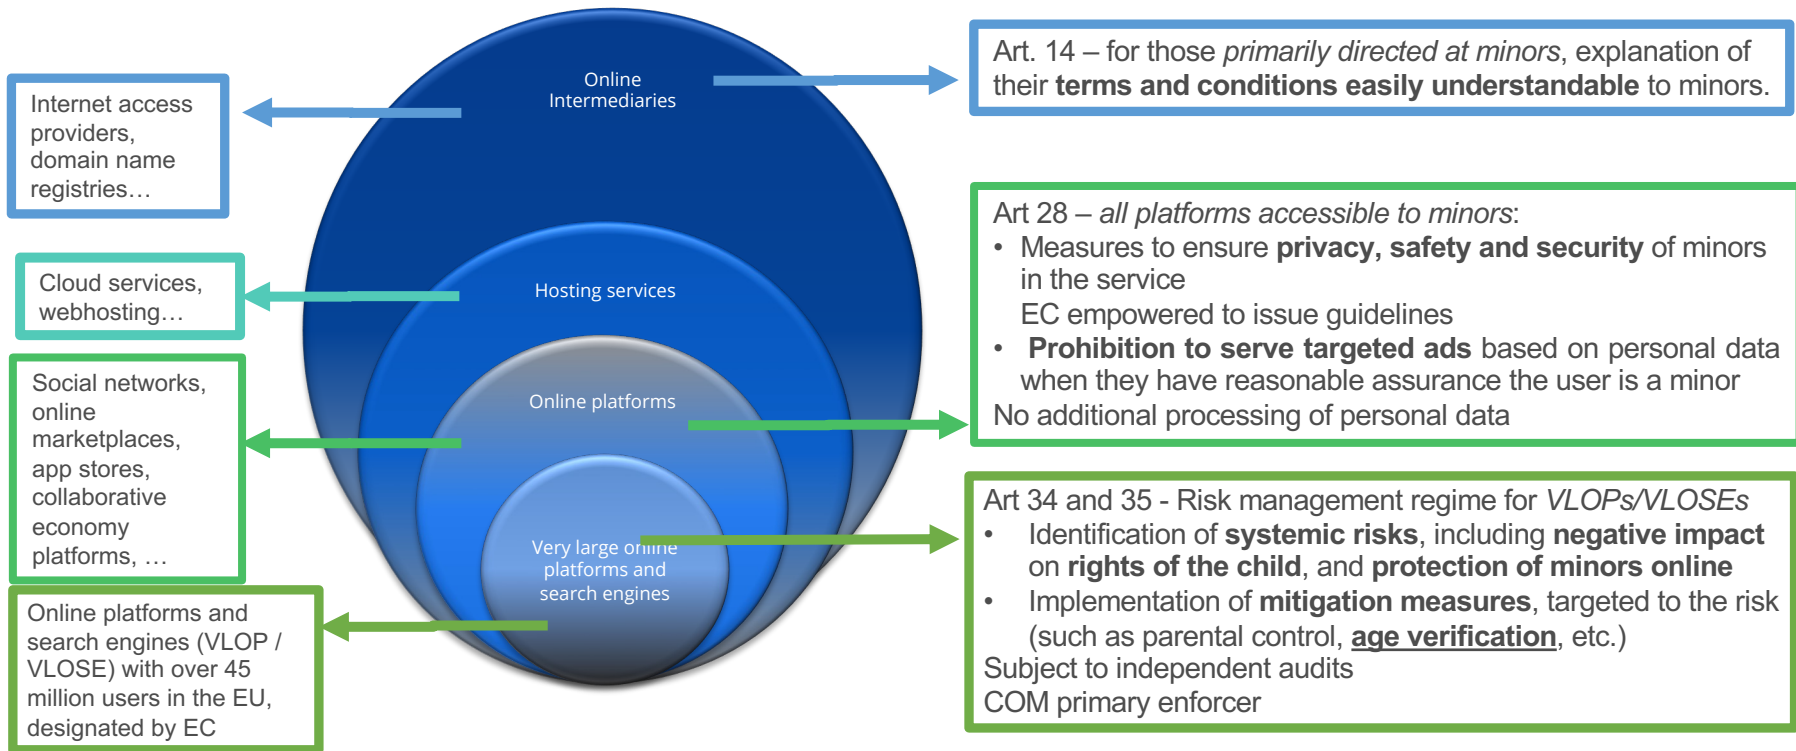 Online
Intermediaries
Internet access
providers,
domain name
registries…
Art. 14 – for those primarily directed at minors, explanation of
their terms and conditions easily understandable to minors.
Hosting services
Cloud services,
webhosting…
Art 28 – all platforms accessible to minors:
• Measures to ensure privacy, safety and security of minors
in the service
EC empowered to issue guidelines
• Prohibition to serve targeted ads based on personal data
when they have reasonable assurance the user is a minor
No additional processing of personal data
Online platforms
Social networks,
online
marketplaces,
app stores,
collaborative
economy
platforms, …
Very large online
platforms and
search engines
Online platforms and
search engines (VLOP /
VLOSE) with over 45
million users in the EU,
designated by EC
Art 34 and 35 - Risk management regime for VLOPs/VLOSEs
• Identification of systemic risks, including negative impact
on rights of the child, and protection of minors online
• Implementation of mitigation measures, targeted to the risk
(such as parental control, age verification, etc.)
Subject to independent audits
COM primary enforcer